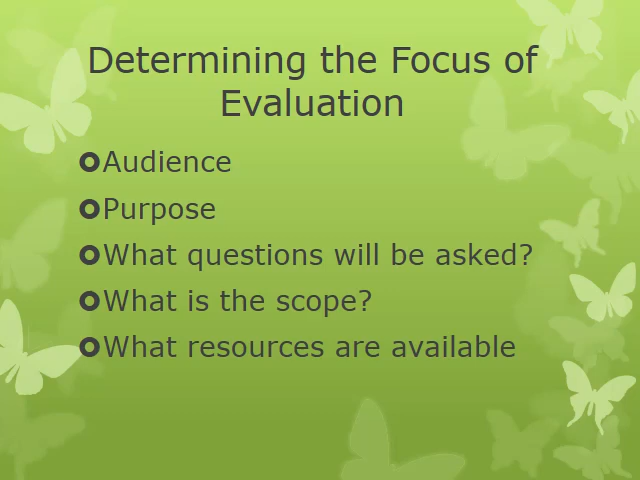 Determining the Focus of
Evaluation
Audience
Purpose
What questions will be asked?
What is the scope?
What resources are available